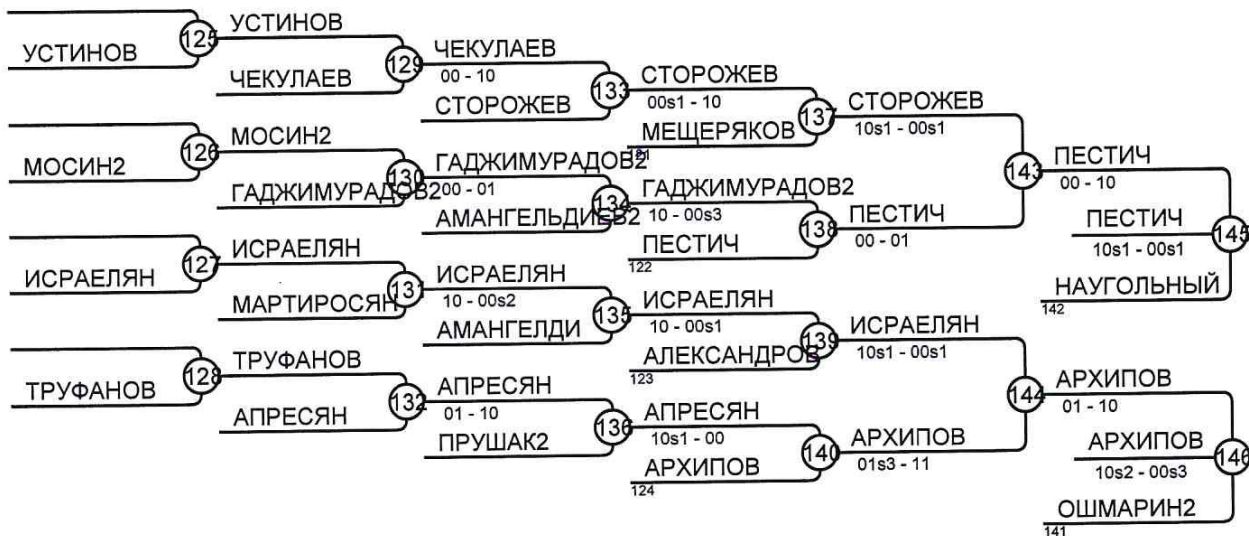 УСТИНОВ
125
УСТИНОВ
ЧЕКУЛАЕВ
129
ЧЕКУЛАЕВ
00 - 10
СТОРОЖЕВ
133
СТОРОЖЕВ
00s1 - 10
МЕЩЕРЯКОВ
137
СТОРОЖЕВ
10s1 - 00s1
МОСИН2
126
МОСИН2
ГАДЖИМУРАДОВ2
130
ГАДЖИМУРАДОВ2
00 - 01
АМАНГЕЛЬДИЕВ2
134
ГАДЖИМУРАДОВ2
10 - 00s3
ПЕСТИЧ
122
138
ПЕСТИЧ
00 - 01
143
ПЕСТИЧ
00 - 10
ПЕСТИЧ
10s1 - 00s1
145
НАУГОЛЬНЫЙ
142
ИСРАЕЛЯН
127
ИСРАЕЛЯН
МАРТИРОСЯН
131
ИСРАЕЛЯН
10 - 00s2
АМАНГЕЛДИ
135
ИСРАЕЛЯН
10 - 00s1
АЛЕКСАНДРОВ
123
139
ИСРАЕЛЯН
10s1 - 00s1
ТРУФАНОВ
128
ТРУФАНОВ
АПРЕСЯН
132
АПРЕСЯН
01 - 10
ПРУШАК2
136
АПРЕСЯН
10s1 - 00
АРХИПОВ
124
140
АРХИПОВ
01s3 - 11
144
АРХИПОВ
01 - 10
АРХИПОВ
10s2 - 00s3
146
ОШМАРИН2
141